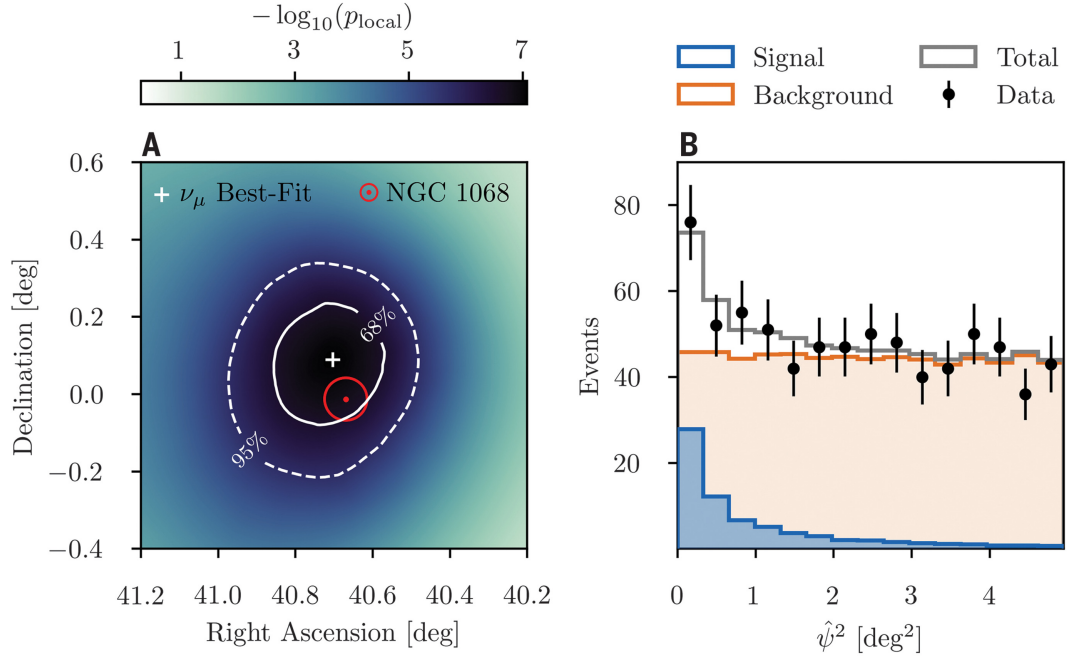 − log₁₀(p_local)
1 3 5 7
A
ν_μ Best-Fit NGC 1068
0.6
0.4
0.2
0.0
−0.2
−0.4
68%
95%
41.2 41.0 40.8 40.6 40.4 40.2
Right Ascension [deg]
Declination [deg]
Signal Total
Background Data
B
80
60
40
20
Events
0 1 2 3 4
ψ̂² [deg²]